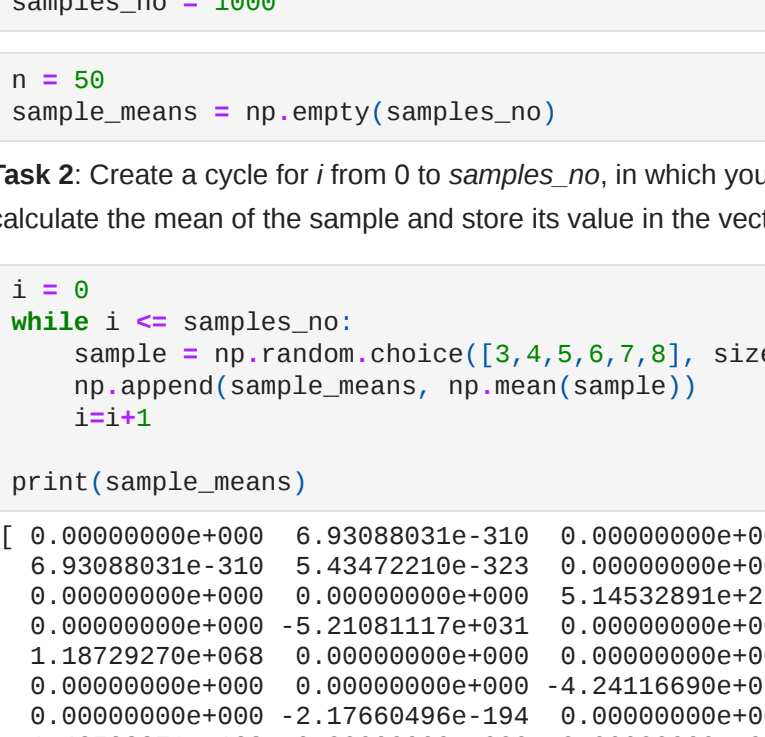 samples_no = 1000
n = 50
sample_means = np.empty(samples_no)
Task 2: Create a cycle for i from 0 to samples_no, in which you
calculate the mean of the sample and store its value in the vect
i = 0
while i <= samples_no:
    sample = np.random.choice([3,4,5,6,7,8], size
    np.append(sample_means, np.mean(sample))
    i=i+1
print(sample_means)
[ 0.00000000e+000  6.93088031e-310  0.00000000e+00
  6.93088031e-310  5.43472210e-323  0.00000000e+00
  0.00000000e+000  0.00000000e+000  5.14532891e+2
  0.00000000e+000 -5.21081117e+031  0.00000000e+00
  1.18729270e+068  0.00000000e+000  0.00000000e+00
  0.00000000e+000  0.00000000e+000 -4.24116690e+0
  0.00000000e+000 -2.17660496e-194  0.00000000e+00